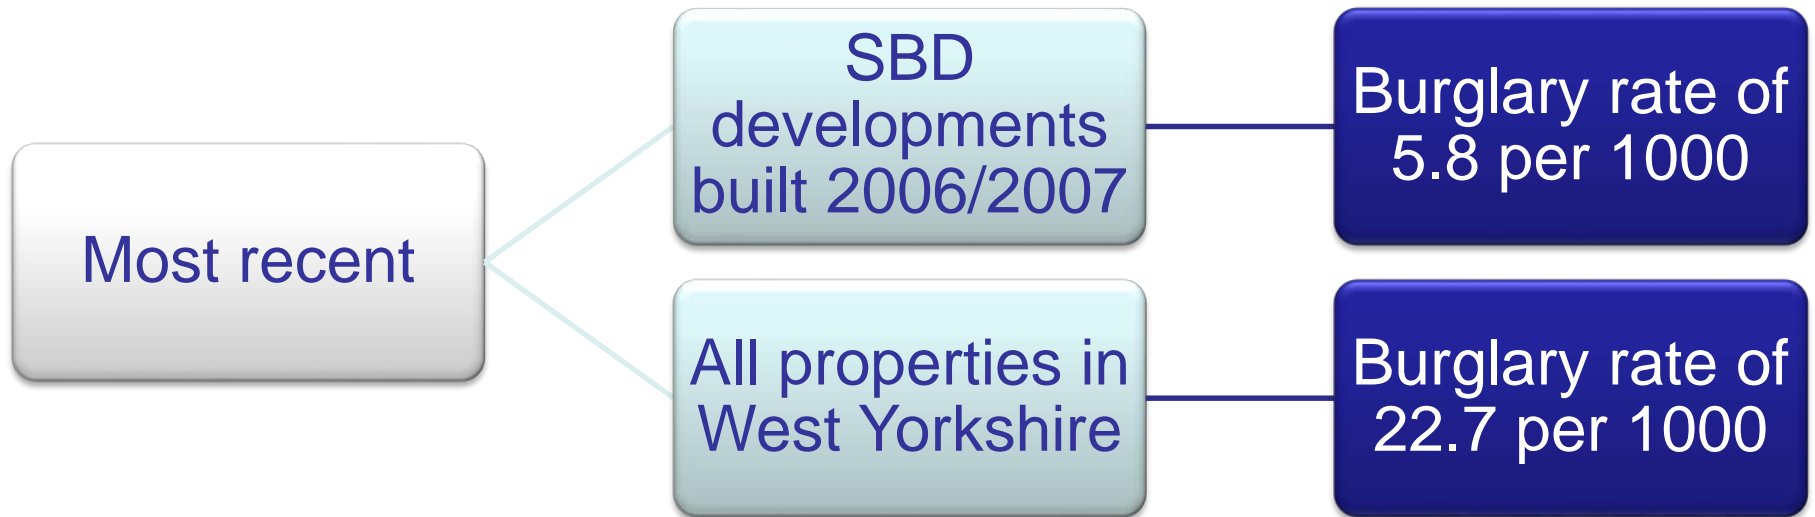 Most recent
SBD
developments
built 2006/2007
Burglary rate of
5.8 per 1000
All properties in
West Yorkshire
Burglary rate of
22.7 per 1000